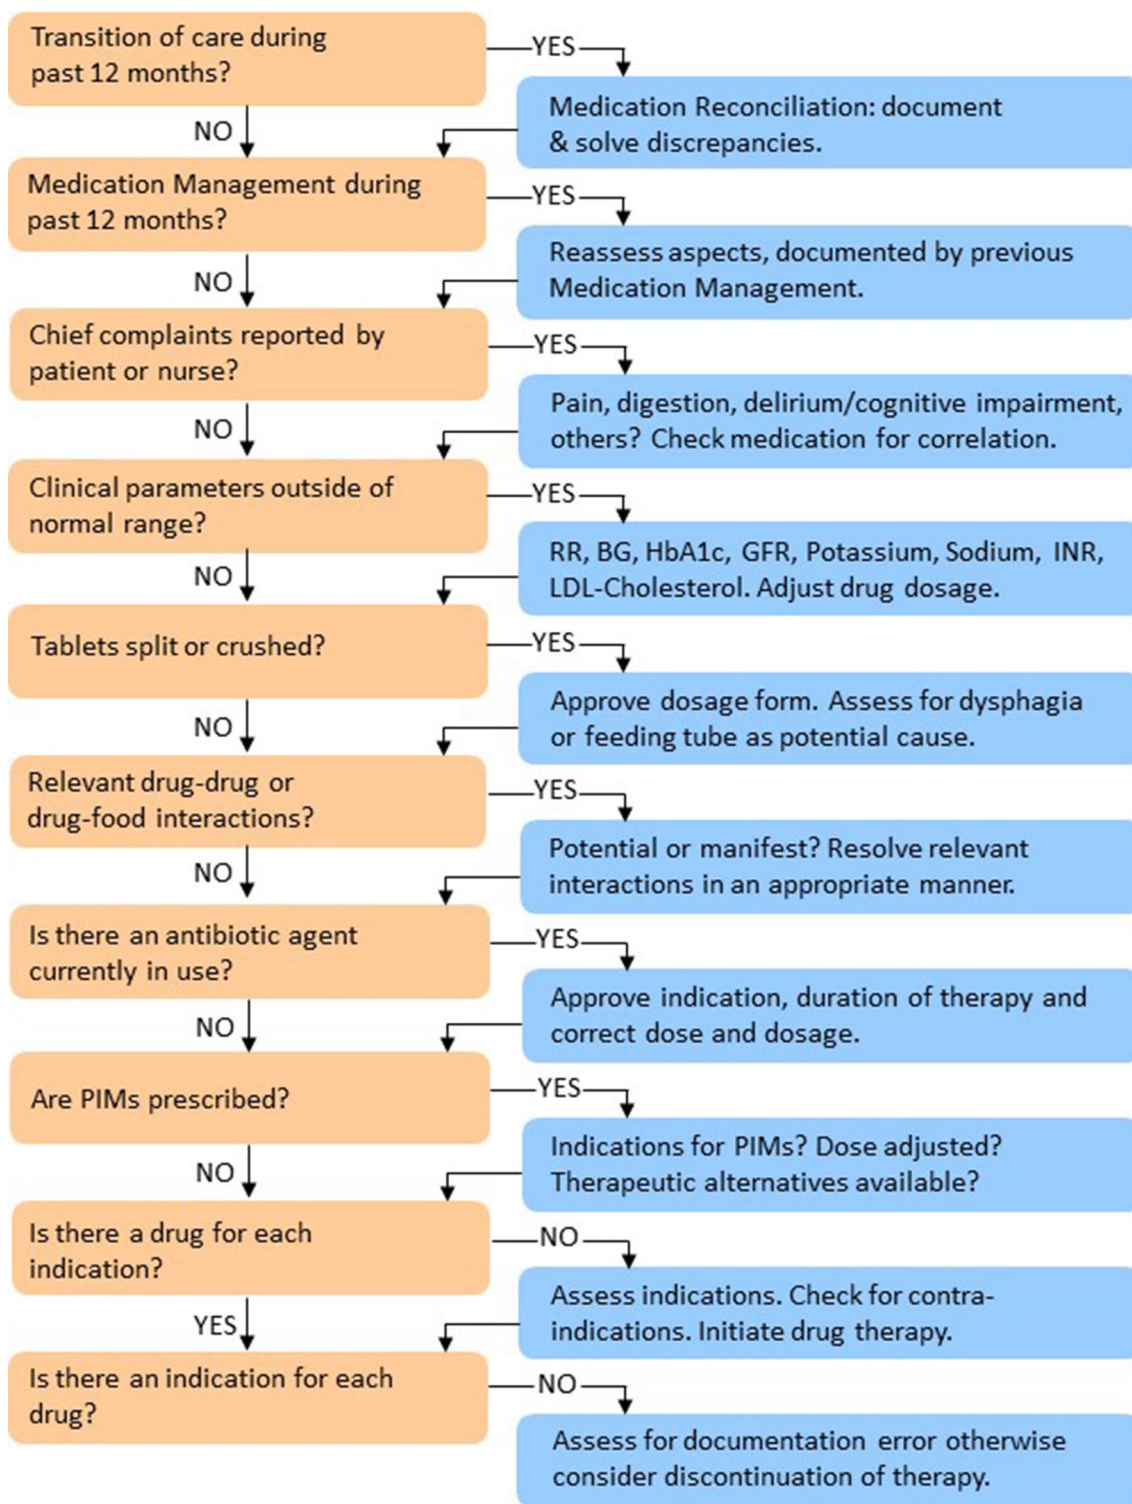 Transition of care during
past 12 months?
YES
Medication Reconciliation: document
& solve discrepancies.
NO
Medication Management during
past 12 months?
YES
Reassess aspects, documented by previous
Medication Management.
NO
Chief complaints reported by
patient or nurse?
YES
Pain, digestion, delirium/cognitive impairment,
others? Check medication for correlation.
NO
Clinical parameters outside of
normal range?
YES
RR, BG, HbA1c, GFR, Potassium, Sodium, INR,
LDL-Cholesterol. Adjust drug dosage.
NO
Tablets split or crushed?
YES
Approve dosage form. Assess for dysphagia
or feeding tube as potential cause.
NO
Relevant drug-drug or
drug-food interactions?
YES
Potential or manifest? Resolve relevant
interactions in an appropriate manner.
NO
Is there an antibiotic agent
currently in use?
YES
Approve indication, duration of therapy and
correct dose and dosage.
NO
Are PIMs prescribed?
YES
Indications for PIMs? Dose adjusted?
Therapeutic alternatives available?
NO
Is there a drug for each
indication?
NO
Assess indications. Check for contra-
indications. Initiate drug therapy.
YES
Is there an indication for each
drug?
NO
Assess for documentation error otherwise
consider discontinuation of therapy.